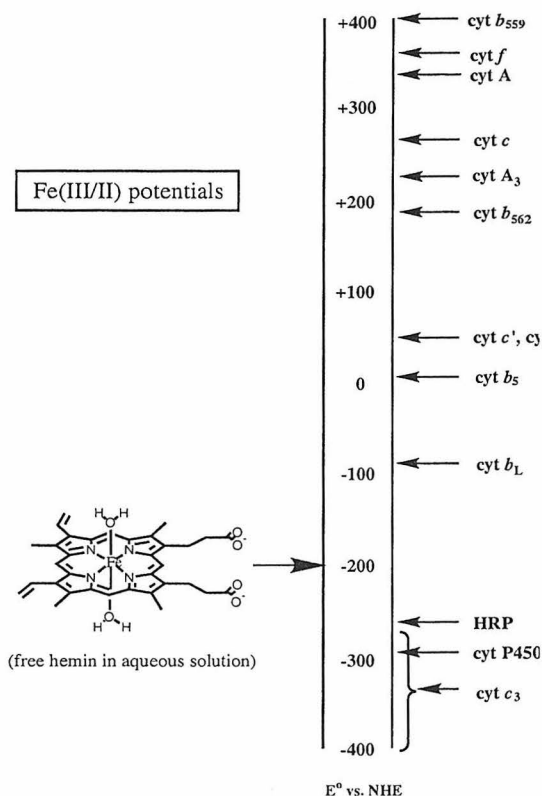 +400
cyt b559
cyt f
cyt A
+300
cyt c
Fe(III/II) potentials
cyt A3
+200
cyt b562
+100
cyt c',
0
cyt b5
-100
cyt bL
H O H
N N
Fe
N N
O
O-
O
O-
H O H
-200
(free hemin in aqueous solution)
HRP
cyt P450
-300
cyt c3
-400
E° vs. NHE